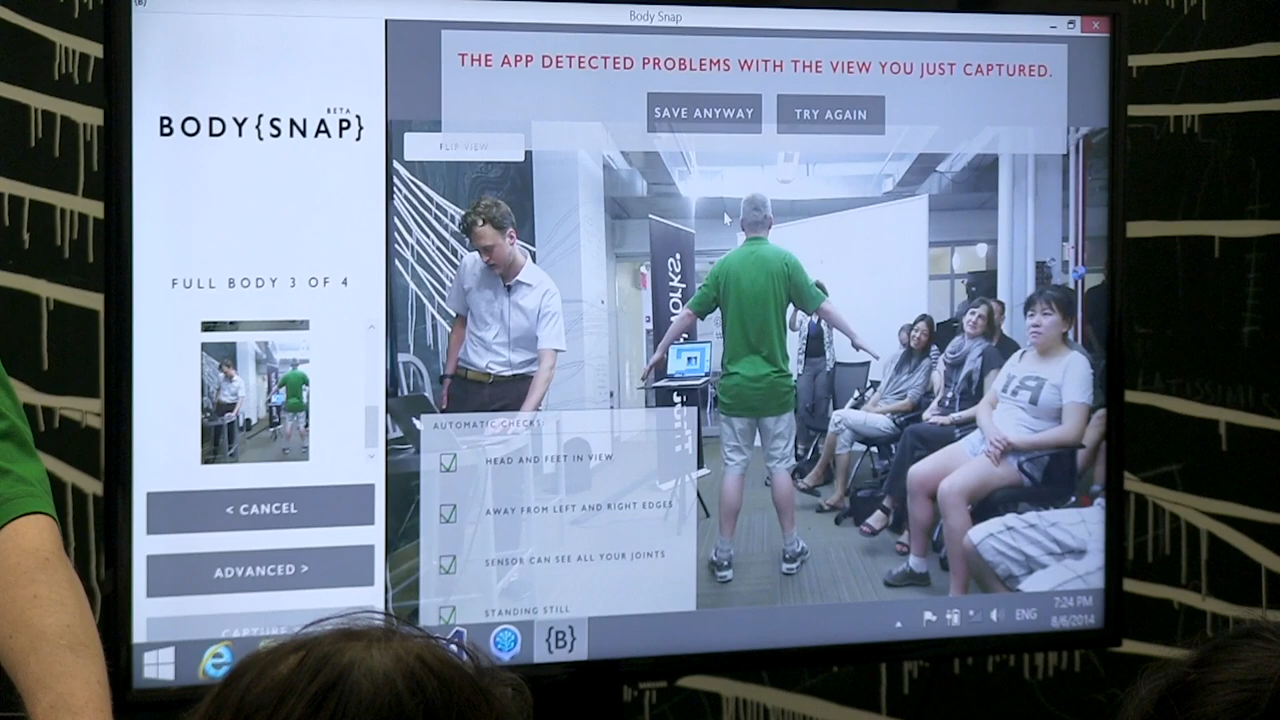 {B}
Body Snap
THE APP DETECTED PROBLEMS WITH THE VIEW YOU JUST CAPTURED.
SAVE ANYWAY
TRY AGAIN
BETA
BODY{SNAP}
FLIP VIEW
FULL BODY 3 OF 4
AUTOMATIC CHECKS:
HEAD AND FEET IN VIEW
AWAY FROM LEFT AND RIGHT EDGES
SENSOR CAN SEE ALL YOUR JOINTS
STANDING STILL
< CANCEL
ADVANCED >
{B}
ENG
7:24 PM
8/6/2014